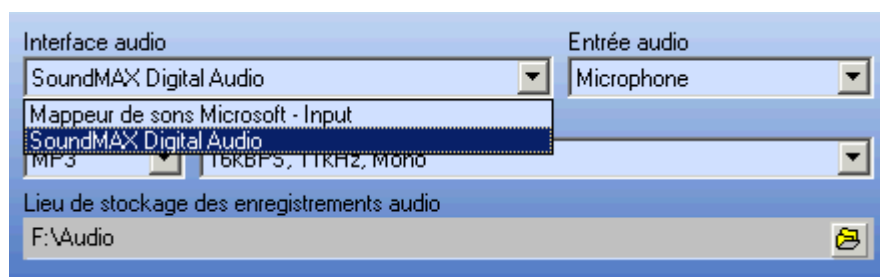 Interface audio
Entrée audio
SoundMAX Digital Audio
Microphone
Mappeur de sons Microsoft - Input
SoundMAX Digital Audio
MP3
16KBPS, 11KHz, Mono
Lieu de stockage des enregistrements audio
F:\Audio